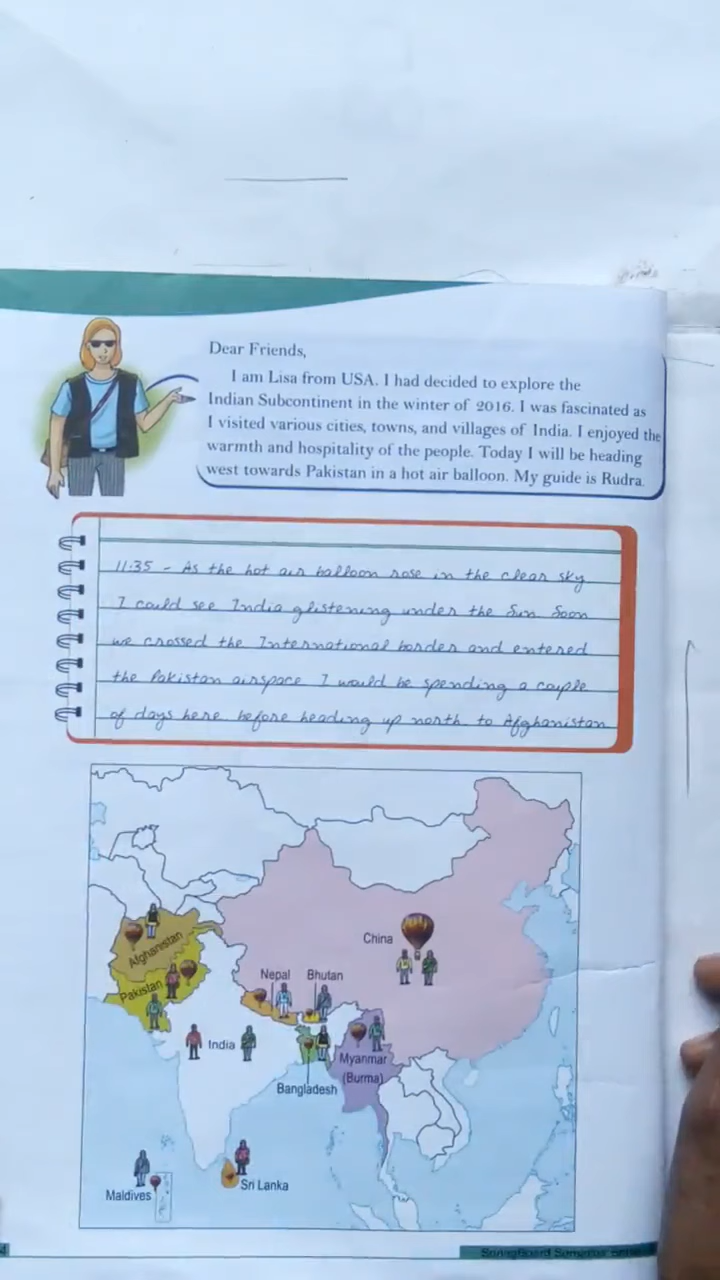 Dear Friends,
I am Lisa from USA. I had decided to explore the
Indian Subcontinent in the winter of 2016. I was fascinated as
I visited various cities, towns, and villages of India. I enjoyed the
warmth and hospitality of the people. Today I will be heading
west towards Pakistan in a hot air balloon. My guide is Rudra.
11:35 - As the hot air balloon rose in the clear sky
I could see India glistening under the Sun. Soon
we crossed the International border and entered
the Pakistan airspace. I would be spending a couple
of days here before heading up north to Afghanistan
China
Afghanistan
Pakistan
Nepal Bhutan
India
Myanmar
(Burma)
Bangladesh
Sri Lanka
Maldives
4
SpringBoard Semester